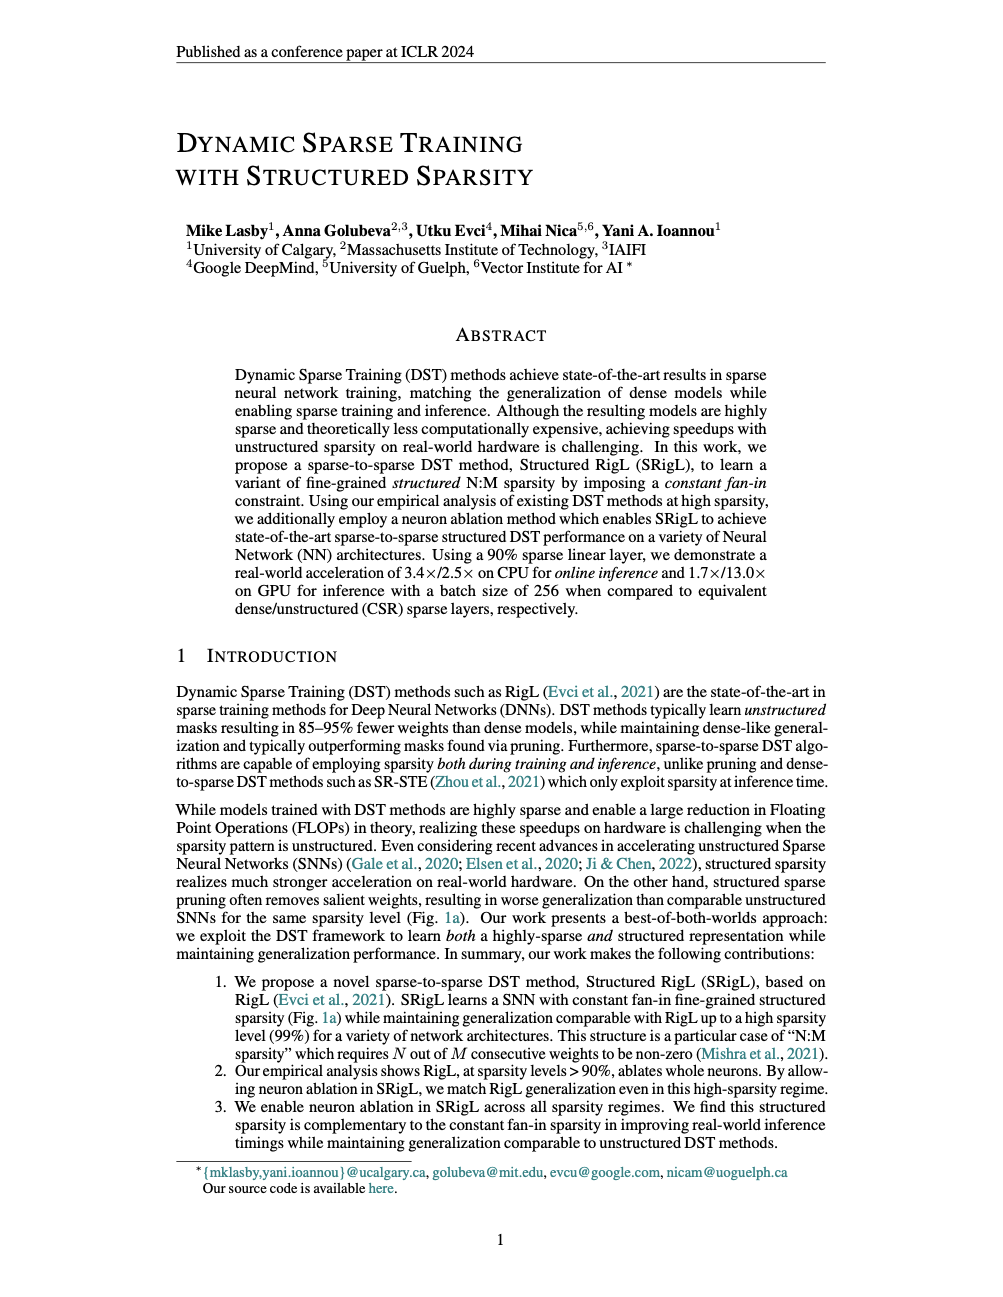 Published as a conference paper at ICLR 2024
DYNAMIC SPARSE TRAINING
WITH STRUCTURED SPARSITY
Mike Lasby¹, Anna Golubeva²,³, Utku Evci⁴, Mihai Nica⁵,⁶, Yani A. Ioannou¹
¹University of Calgary, ²Massachusetts Institute of Technology, ³IAIFI
⁴Google DeepMind, ⁵University of Guelph, ⁶Vector Institute for AI *
ABSTRACT
Dynamic Sparse Training (DST) methods achieve state-of-the-art results in sparse
neural network training, matching the generalization of dense models while
enabling sparse training and inference. Although the resulting models are highly
sparse and theoretically less computationally expensive, achieving speedups with
unstructured sparsity on real-world hardware is challenging. In this work, we
propose a sparse-to-sparse DST method, Structured RigL (SRigL), to learn a
variant of fine-grained structured N:M sparsity by imposing a constant fan-in
constraint. Using our empirical analysis of existing DST methods at high sparsity,
we additionally employ a neuron ablation method which enables SRigL to achieve
state-of-the-art sparse-to-sparse structured DST performance on a variety of Neural
Network (NN) architectures. Using a 90% sparse linear layer, we demonstrate a
real-world acceleration of 3.4×/2.5× on CPU for online inference and 1.7×/13.0×
on GPU for inference with a batch size of 256 when compared to equivalent
dense/unstructured (CSR) sparse layers, respectively.
1 INTRODUCTION
Dynamic Sparse Training (DST) methods such as RigL (Evci et al., 2021) are the state-of-the-art in
sparse training methods for Deep Neural Networks (DNNs). DST methods typically learn unstructured
masks resulting in 85–95% fewer weights than dense models, while maintaining dense-like general-
ization and typically outperforming masks found via pruning. Furthermore, sparse-to-sparse DST algo-
rithms are capable of employing sparsity both during training and inference, unlike pruning and dense-
to-sparse DST methods such as SR-STE (Zhou et al., 2021) which only exploit sparsity at inference time.
While models trained with DST methods are highly sparse and enable a large reduction in Floating
Point Operations (FLOPs) in theory, realizing these speedups on hardware is challenging when the
sparsity pattern is unstructured. Even considering recent advances in accelerating unstructured Sparse
Neural Networks (SNNs) (Gale et al., 2020; Elsen et al., 2020; Ji & Chen, 2022), structured sparsity
realizes much stronger acceleration on real-world hardware. On the other hand, structured sparse
pruning often removes salient weights, resulting in worse generalization than comparable unstructured
SNNs for the same sparsity level (Fig. 1a). Our work presents a best-of-both-worlds approach:
we exploit the DST framework to learn both a highly-sparse and structured representation while
maintaining generalization performance. In summary, our work makes the following contributions:
1. We propose a novel sparse-to-sparse DST method, Structured RigL (SRigL), based on
RigL (Evci et al., 2021). SRigL learns a SNN with constant fan-in fine-grained structured
sparsity (Fig. 1a) while maintaining generalization comparable with RigL up to a high sparsity
level (99%) for a variety of network architectures. This structure is a particular case of “N:M
sparsity” which requires N out of M consecutive weights to be non-zero (Mishra et al., 2021).
2. Our empirical analysis shows RigL, at sparsity levels > 90%, ablates whole neurons. By allow-
ing neuron ablation in SRigL, we match RigL generalization even in this high-sparsity regime.
3. We enable neuron ablation in SRigL across all sparsity regimes. We find this structured
sparsity is complementary to the constant fan-in sparsity in improving real-world inference
timings while maintaining generalization comparable to unstructured DST methods.
*{mklasby,yani.ioannou}@ucalgary.ca, golubeva@mit.edu, evcu@google.com, nicam@uoguelph.ca
Our source code is available here.
1